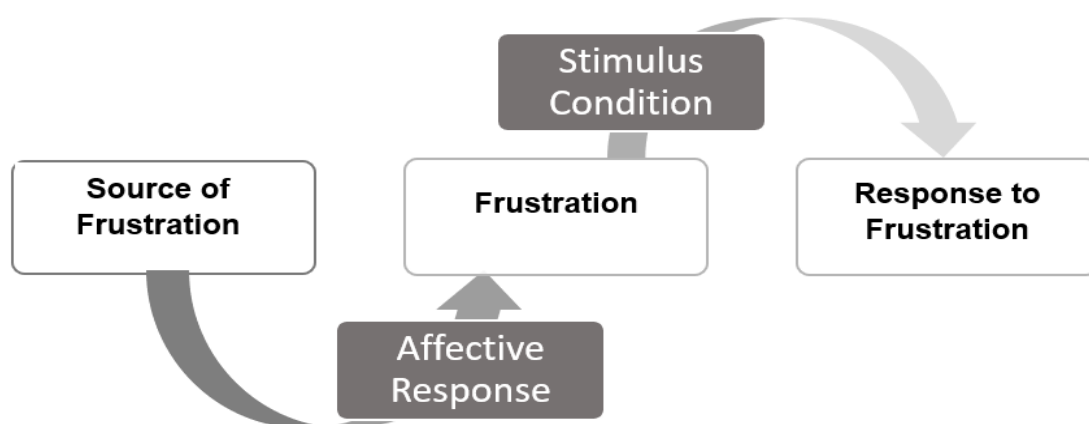 Stimulus
Condition
Source of
Frustration
Frustration
Response to
Frustration
Affective
Response